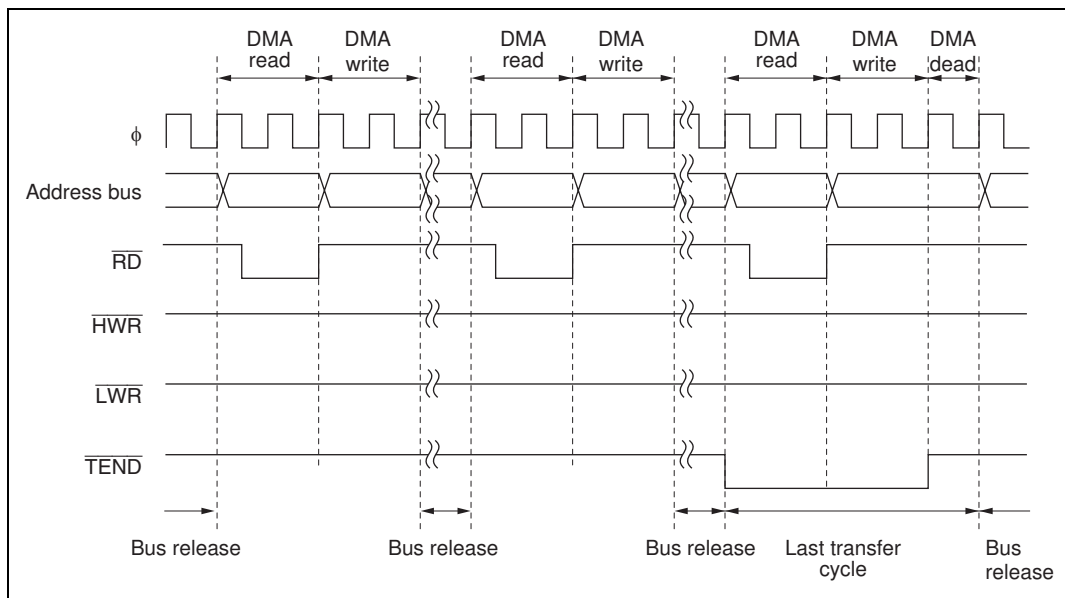 DMA read
DMA write
DMA read
DMA write
DMA read
DMA write
DMA dead
ϕ
Address bus
RD
HWR
LWR
TEND
Bus release
Bus release
Bus release
Last transfer cycle
Bus release